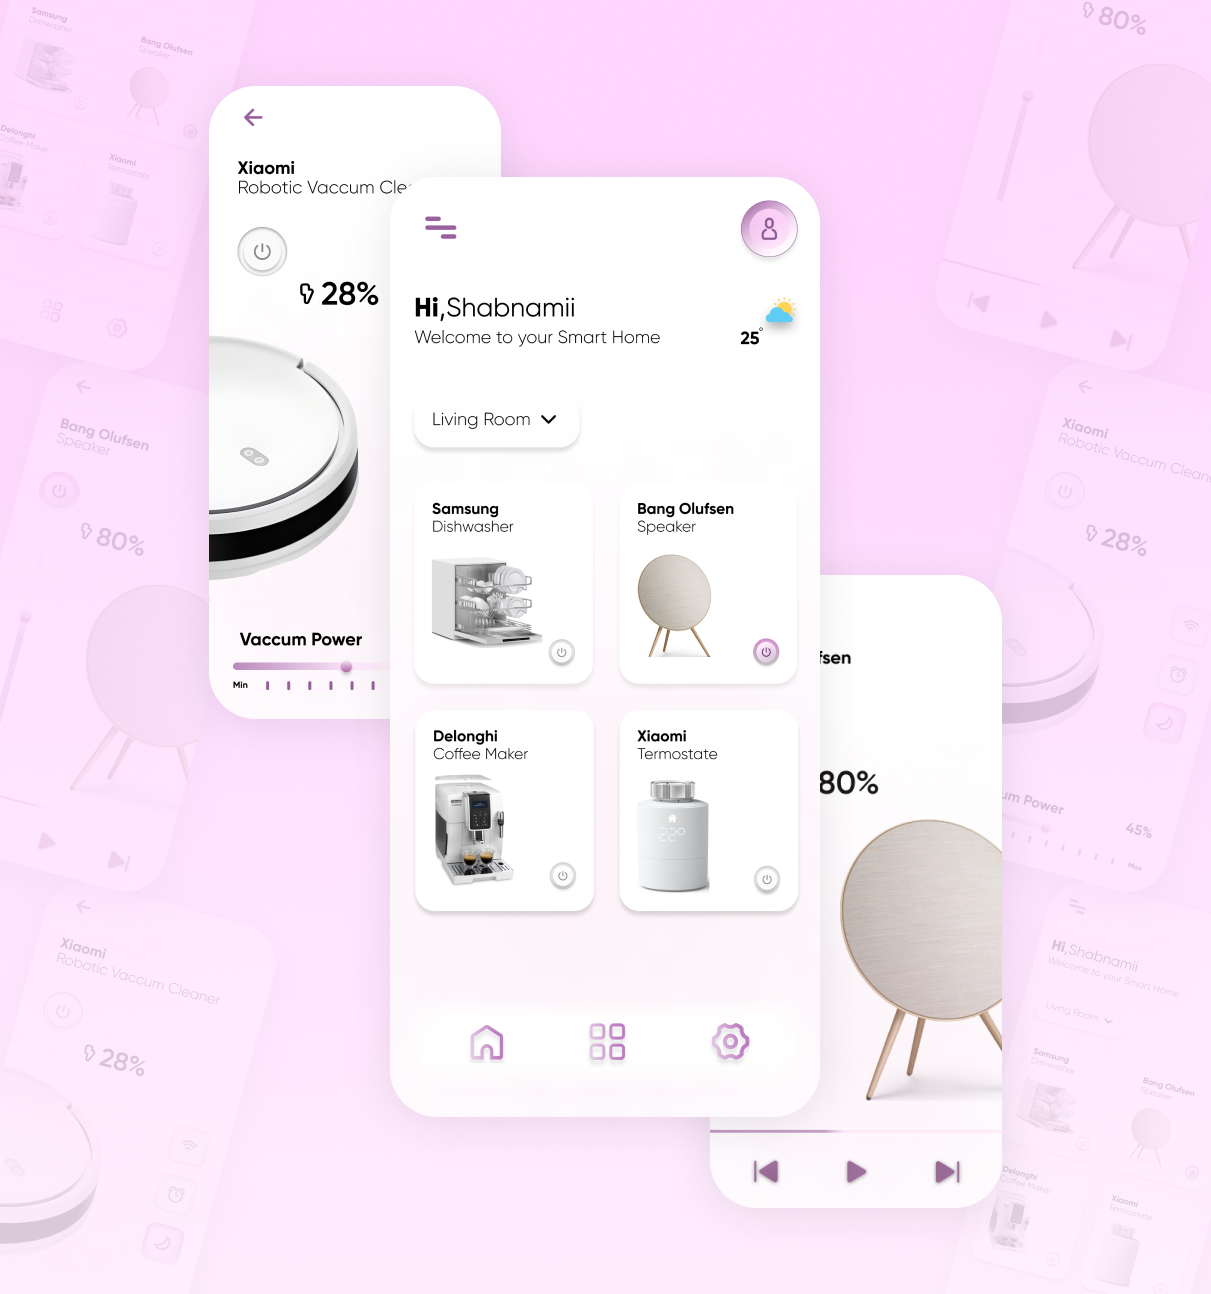 Xiaomi
Robotic Vaccum Clea
28%
Vaccum Power
Min
Hi,Shabnamii
Welcome to your Smart Home
25°
Living Room
Samsung
Dishwasher
Bang Olufsen
Speaker
Delonghi
Coffee Maker
Xiaomi
Termostate
22°
fsen
80%
Samsung
Dishwasher
Bang Olufsen
Speaker
Delonghi
Coffee Maker
Xiaomi
Termostate
Bang Olufsen
Speaker
80%
Xiaomi
Robotic Vaccum Cleaner
28%
80%
Xiaomi
Robotic Vaccum Cleane
28%
um Power
45%
Max
Hi,Shabnamii
Welcome to your Smart Home
Living Room
Samsung
Dishwasher
Bang Olufsen
Speaker
Delonghi
Coffee Maker
Xiaomi
Termostate